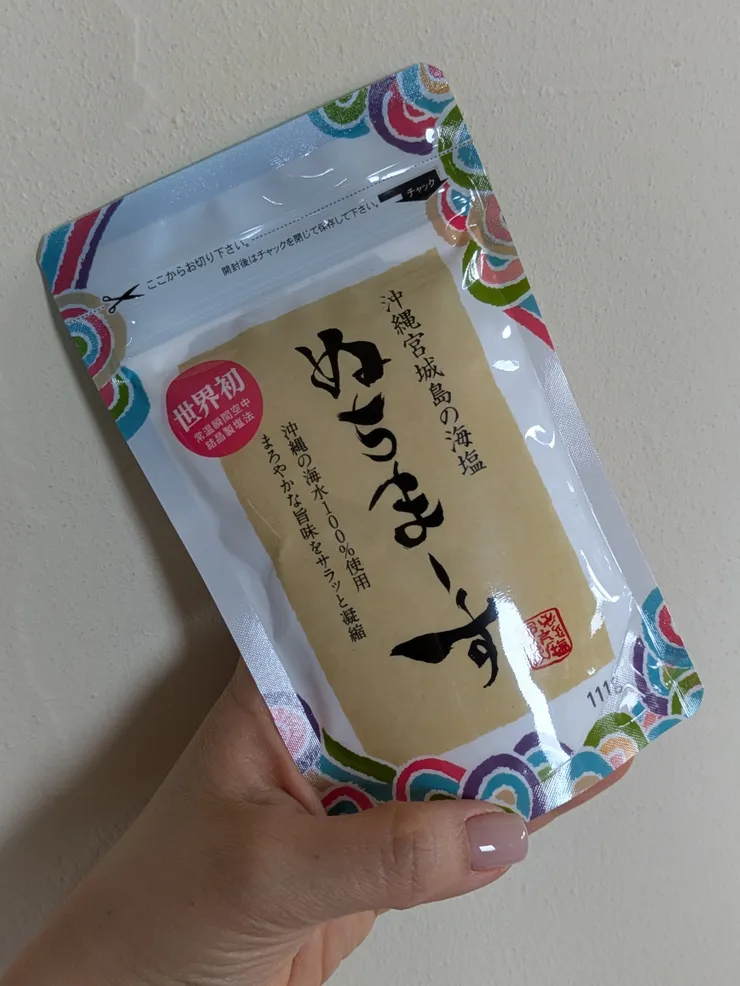 チャック
ここからお切り下さい。
開封後はチャックを閉じて保存して下さい。
沖縄宮城島の海塩
ぬちまーす
世界初
常温瞬間空中
結晶製塩法
沖縄の海水100%使用
まろやかな旨味をサラッと凝縮
111g